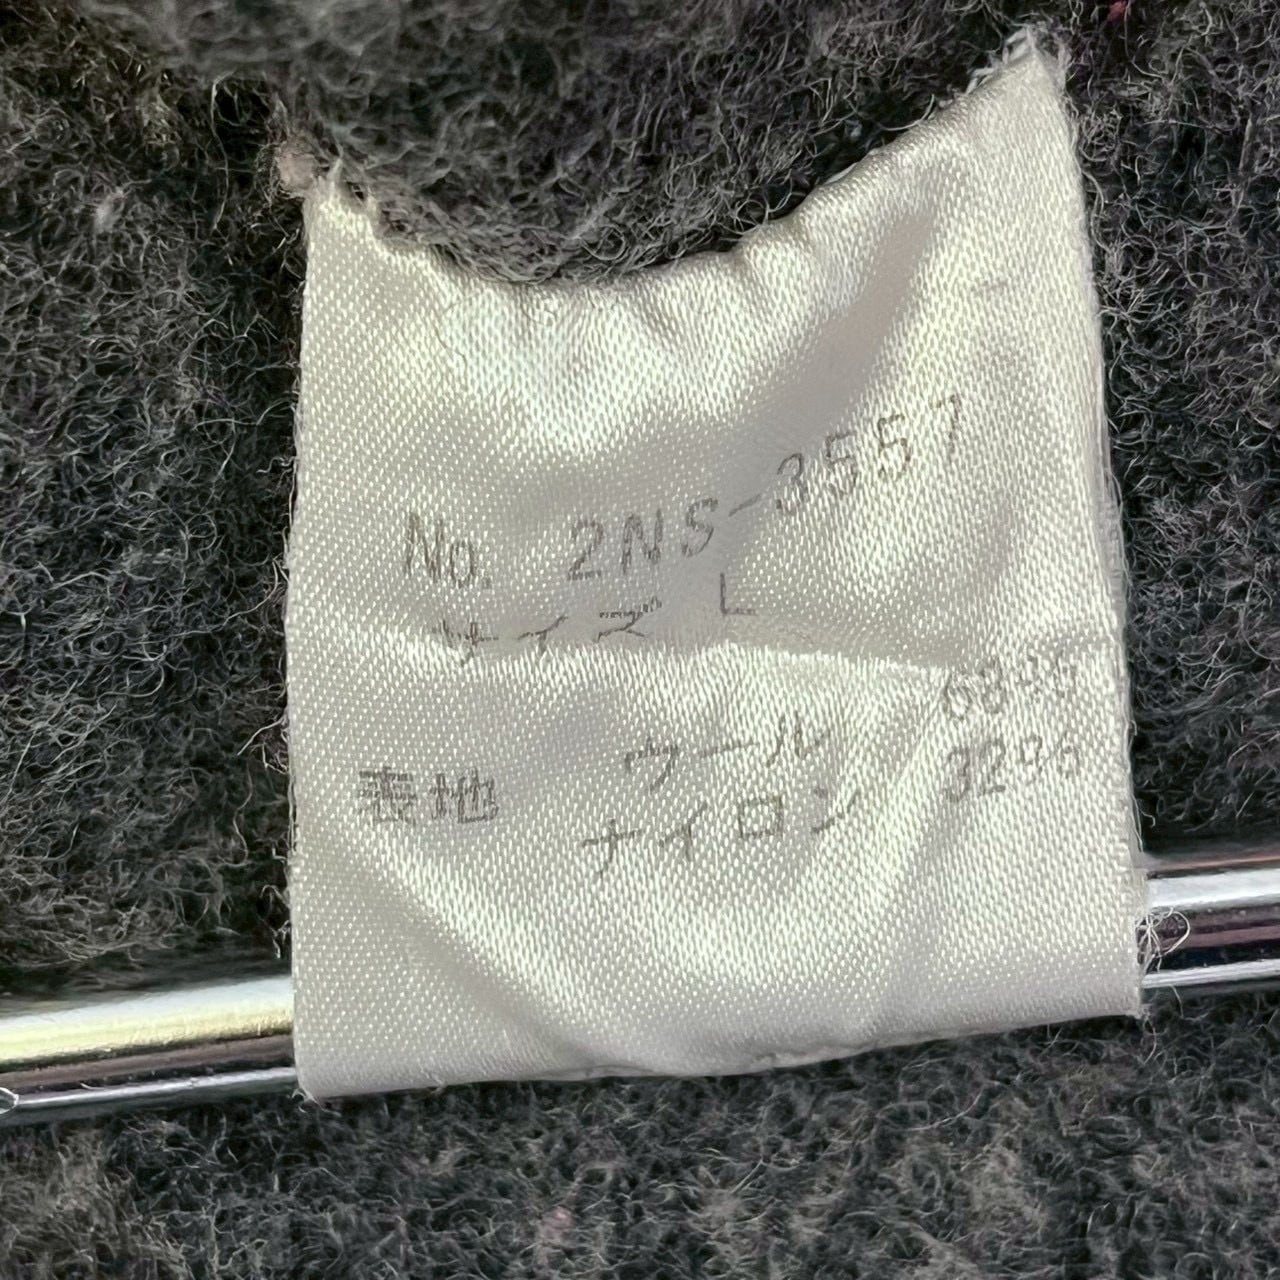 No. 2NS-3557
サイズ L
表地 ウール 68%
ナイロン 32%